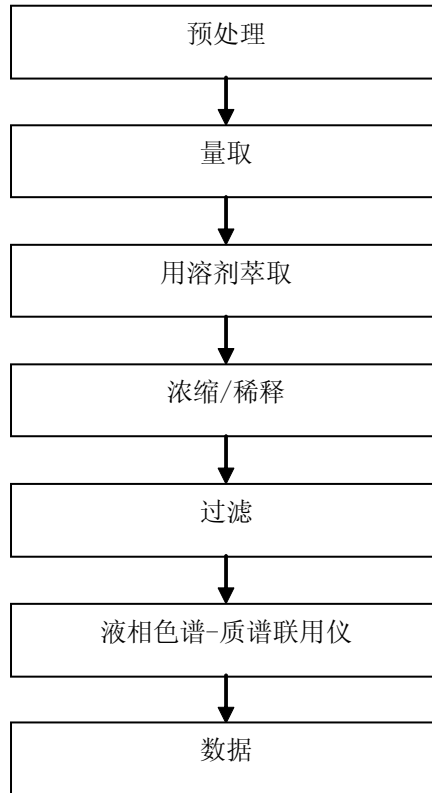 预处理
量取
用溶剂萃取
浓缩/稀释
过滤
液相色谱-质谱联用仪
数据